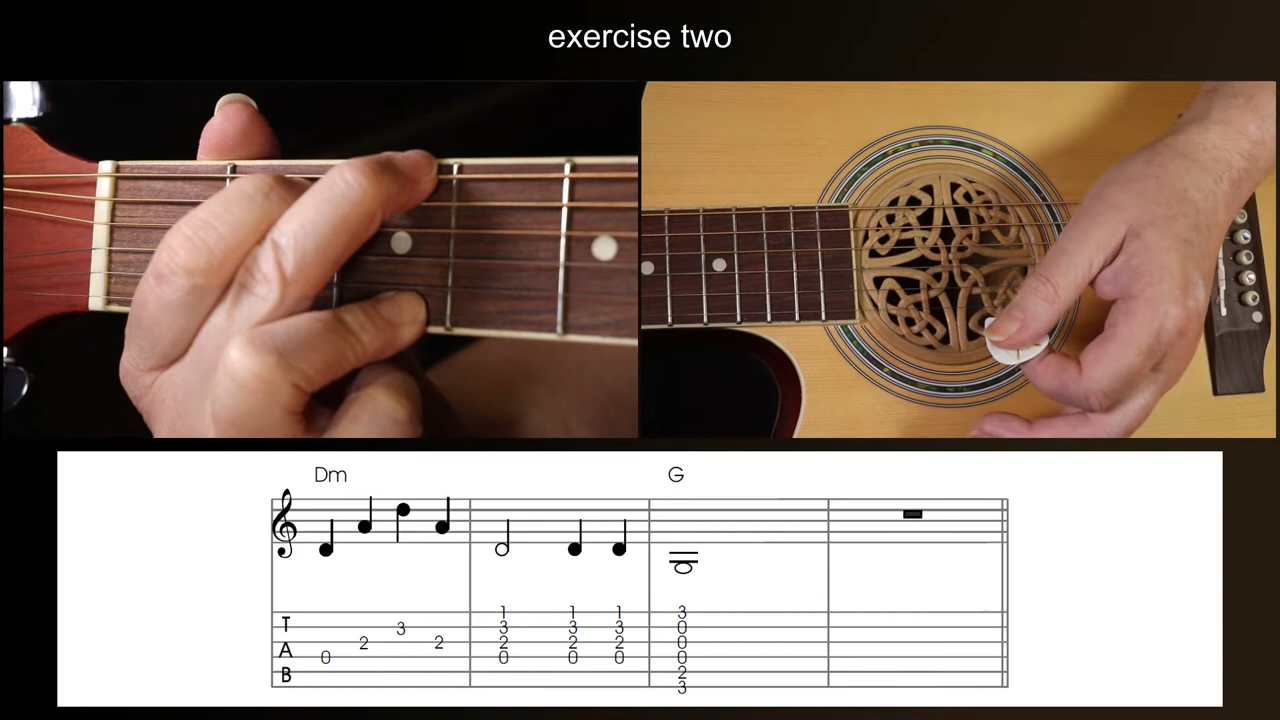 exercise two
Dm G
1 1 1 3
T 3 3 3 3 0
2 2 2 2 2 0
A 0 0 0 0 0
B 2
3